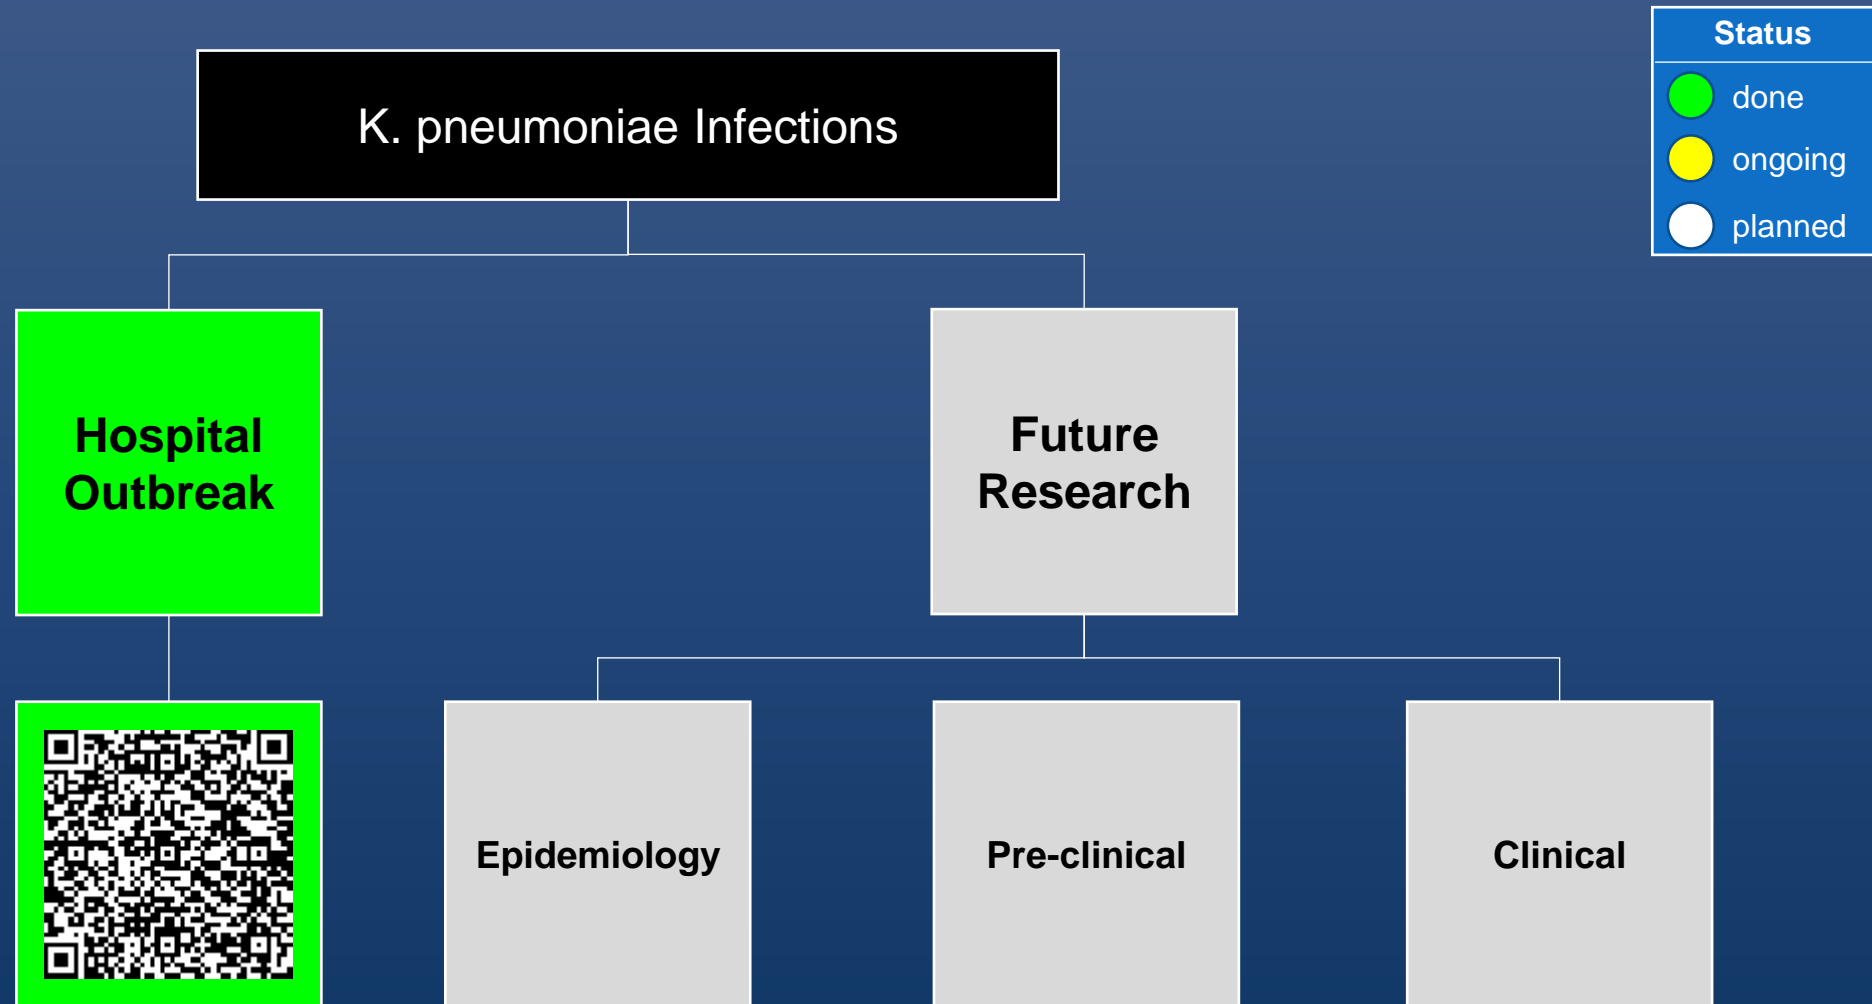 Status
done
ongoing
planned
K. pneumoniae Infections
Hospital
Outbreak
Future
Research
Epidemiology
Pre-clinical
Clinical